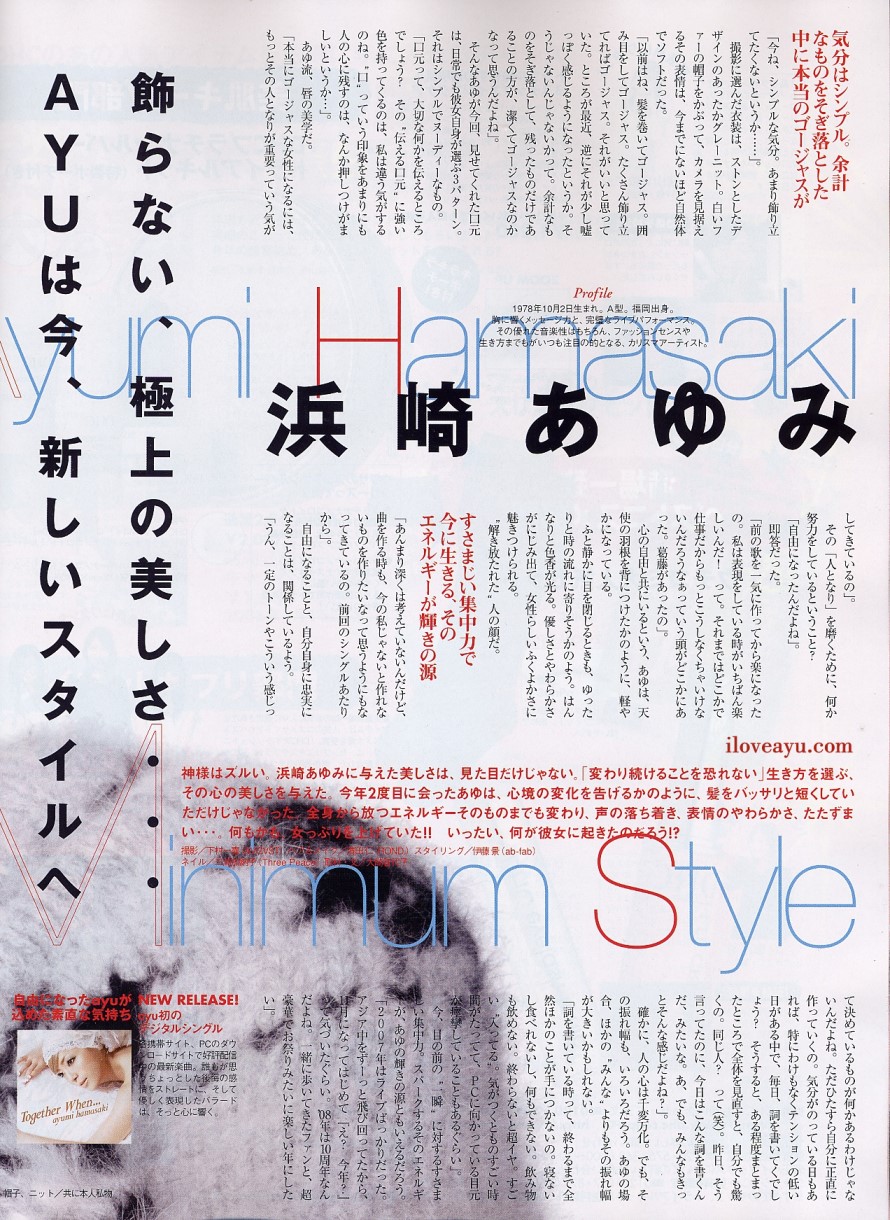 飾らない、極上の美しさ・・・
AYUは今、新しいスタイルへ
気分はシンプル。余計
なものをそぎ落とした
中に本当のゴージャスが
「今ね、シンプルな気分。あまり飾り立
てたくないというか……」。
撮影に選んだ衣装は、ストンとしたデ
ザインのあったかグレーニット。白いフ
ァーの帽子をかぶって、カメラを見据え
るその表情は、今までにないほど自然体
でソフトだった。
「以前はね、髪を巻いてゴージャス。囲
み目をしてゴージャス。たくさん飾り立
てればゴージャス。それがいいと思って
いた。ところが最近、逆にそれが少し嘘
っぽく感じるようになったというか。そ
うじゃないんじゃないかって。余計なも
のをそぎ落として、残ったものだけであ
ることの方が、潔くてゴージャスなのか
なって思うんだよね」。
そんなあゆが今回、見せてくれた口元
は、日常でも彼女自身が選ぶ3パターン。
それはシンプルでヌーディーなもの。
「口元って、大切な何かを伝えるところ
でしょう? その“伝える口元”に強い
色を持ってくるのは、私は違う気がする
のね。“口”っていう印象をあまりにも
人の心に残すのは、なんか押しつけがま
しいというか…」。
あゆ流、唇の美学だ。
「本当にゴージャスな女性になるには、
もっとその人となりが重要っていう気が
Ayumi Hamasaki
Profile
1978年10月2日生まれ。A型。福岡出身。
胸に響くメッセージ力と、完璧なライブパフォーマンス、
その優れた音楽性はもちろん、ファッションセンスや
生き方までもがいつも注目の的となる、カリスマアーティスト。
浜崎あゆみ
してきているの」。
その「人となり」を磨くために、何か
努力をしているということ?
「自由になったんだよね」。
即答だった。
「前の歌を一気に作ってから楽になった
の。私は表現をしている時がいちばん楽
しいんだ! って。それまではどこかで
仕事だからもっとこうしなくちゃいけな
いんだろうなぁっていう頭がどこかにあ
った。葛藤があったの」。
心の自由と共にいるという、あゆは、天
使の羽根を背につけたかのように、軽や
かになっている。
ふと静かに目を閉じるときも、ゆった
りと時の流れに寄りそうかのよう。はん
なりと色香が光る。優しさとやわらかさ
がにじみ出て、女性らしいふくよかさに
魅きつけられる。
“解き放たれた”人の顔だ。
すさまじい集中力で
今に生きる、その
エネルギーが輝きの源
「あんまり深くは考えていないんだけど、
曲を作る時も、今の私じゃないと作れな
いものを作りたいなって思うようにもな
ってきているの。前回のシングルあたり
から」。
自由になることと、自分自身に忠実に
なることは、関係しているよう。
「うん、一定のトーンやこういう感じっ
iloveayu.com
神様はズルい。浜崎あゆみに与えた美しさは、見た目だけじゃない。「変わり続けることを恐れない」生き方を選ぶ、
その心の美しさを与えた。今年2度目に会ったあゆは、心境の変化を告げるかのように、髪をバッサリと短くしてい
ただけじゃなかった。全身から放つエネルギーそのものまでも変わり、声の落ち着き、表情のやわらかさ、たたずま
い・・・。何もかも、女っぷりを上げていた!! いったい、何が彼女に起きたのだろう!?
撮影/下村 スタイリング/伊藤 景(ab-fab)
ネイル/ (Three Peace)
Minimum Style
て決めているものが何かあるわけじゃな
いんだよね。ただひたすら自分に正直に
作っていくの。気分がのっている日もあ
れば、特にわけもなくテンションの低い
日がある中で、毎日、詞を書いてくでし
ょう? そうすると、ある程度まとまっ
たところで全体を見直すと、自分でも驚
くの。同じ人? って(笑)。昨日、そう
言ってたのに、今日はこんな詞を書くん
だ、みたいな。あ、でも、みんなもきっ
とそんな感じだよね?」。
確かに、人の心は千変万化。でも、そ
の振れ幅も、いろいろだろう。あゆの場
合、ほかの“みんな”よりもその振れ幅
が大きいかもしれない。
「詞を書いている時って、終わるまで全
然ほかのことが手につかないの。寝ない
し食べれないし、何もできない。飲み物
も飲めない。終わらないと超イヤ。すご
い“入ってる”。気がつくとものすごい時
間がたってて、PCに向かっている目元
が痙攣していることもあるぐらい」。
今、目の前の“一瞬”に対するすさま
じい集中力。スパークするそのエネルギ
ーが、あゆの輝きの源ともいえるだろう。
「2007年はライブばっかりだった。
アジア中をずーっと飛び回ってたから、
11月になってはじめて「え? 今年?」
って気づいたぐらい。'08年は10周年なん
だよね。一緒に歩いてきたファンと、超
豪華でお祭りみたいに楽しい年にした
い」。
自由になったayuが
込めた素直な気持ち
NEW RELEASE!
ayu初の
デジタルシングル
各携帯サイト、PCのダウ
ンロードサイトで好評配信
中の最新楽曲。誰もが思
うちょっとした後悔の感
情をストレートに、そして
優しく表現したバラード
は、そっと心に響く。
Together When...
ayumi hamasaki
帽子、ニット/共に本人私物